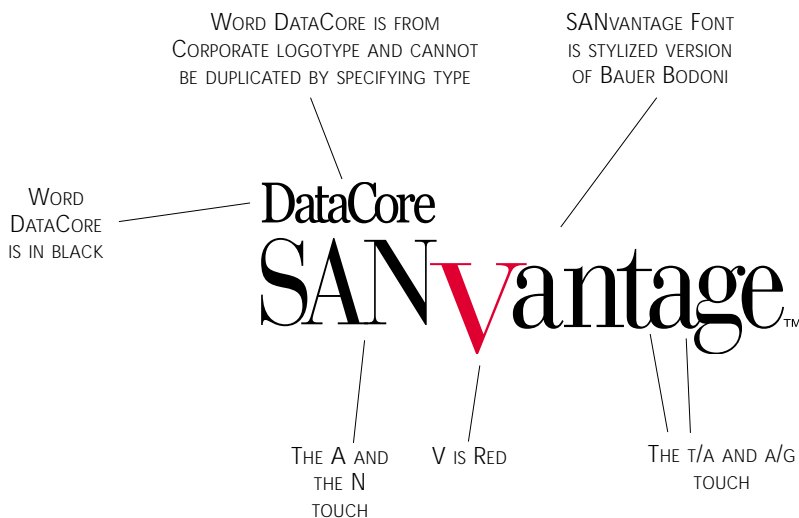 Word DataCore is from
Corporate logotype and cannot
be duplicated by specifying type
SANvantage Font
is stylized version
of Bauer Bodoni
Word
DataCore
is in black
DataCore
SANVantage™
The A and
the N
touch
V is Red
The t/a and a/g
touch